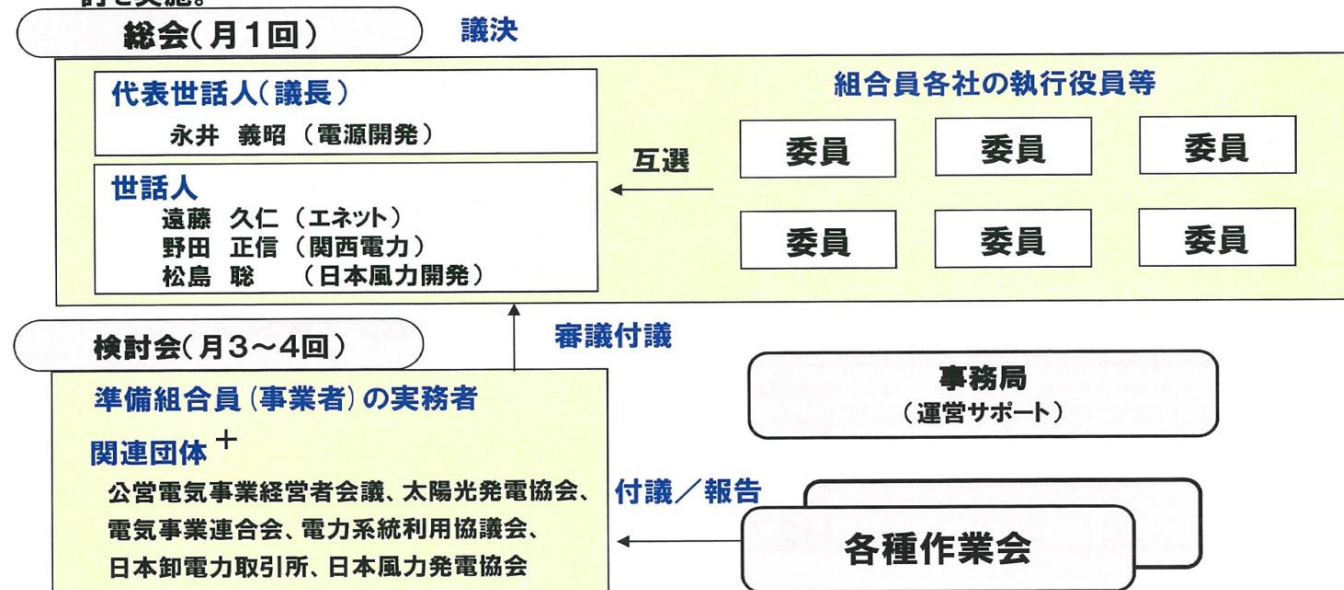 討を実施。
総会(月1回)
議決
代表世話人(議長)
永井 義昭 (電源開発)
世話人
遠藤 久仁 (エネット)
野田 正信 (関西電力)
松島 聡 (日本風力開発)
互選
組合員各社の執行役員等
委員 委員 委員
委員 委員 委員
検討会(月3~4回)
審議付議
準備組合員(事業者)の実務者
+
関連団体
公営電気事業経営者会議、太陽光発電協会、
電気事業連合会、電力系統利用協議会、
日本卸電力取引所、日本風力発電協会
付議/報告
事務局
(運営サポート)
各種作業会